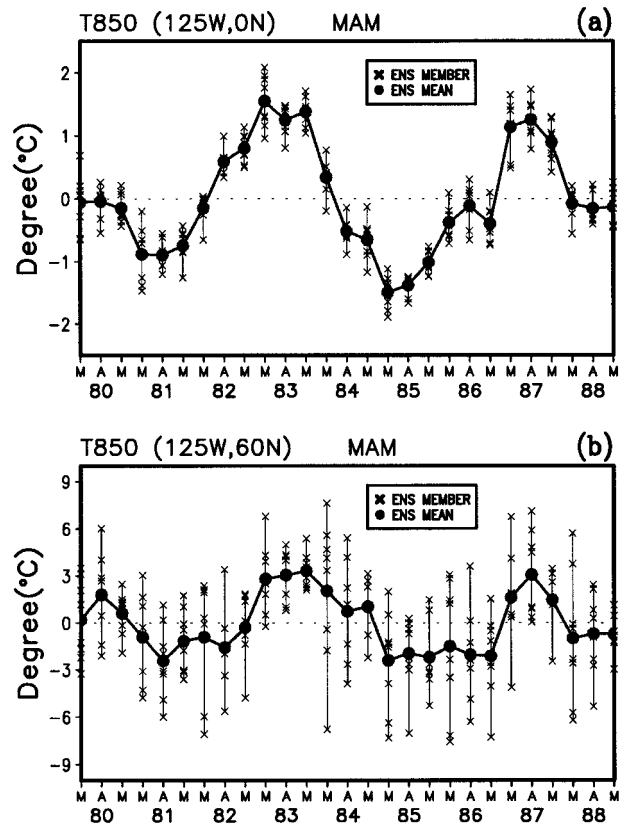 T850 (125W,0N) MAM (a)
× ENS MEMBER
● ENS MEAN
Degree(°C)
2
1
0
-1
-2
M A M M A M M A M M A M M A M M A M M A M M A M M A M
80 81 82 83 84 85 86 87 88
T850 (125W,60N) MAM (b)
× ENS MEMBER
● ENS MEAN
Degree(°C)
9
6
3
0
-3
-6
-9
M A M M A M M A M M A M M A M M A M M A M M A M M A M
80 81 82 83 84 85 86 87 88